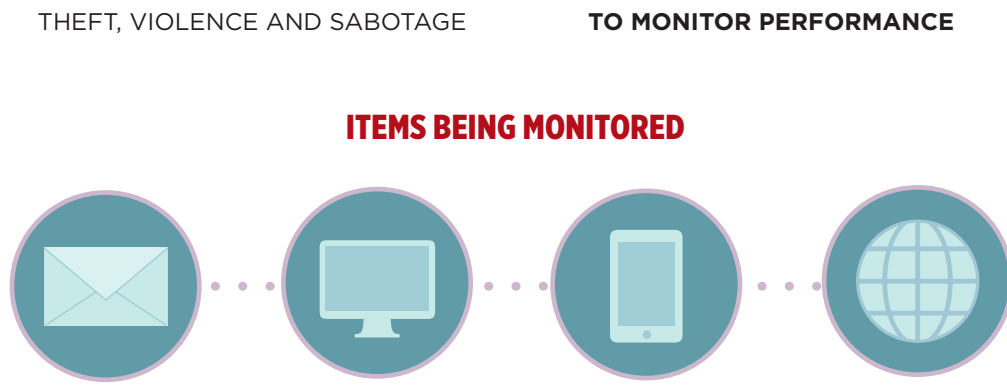 THEFT, VIOLENCE AND SABOTAGE
TO MONITOR PERFORMANCE
ITEMS BEING MONITORED